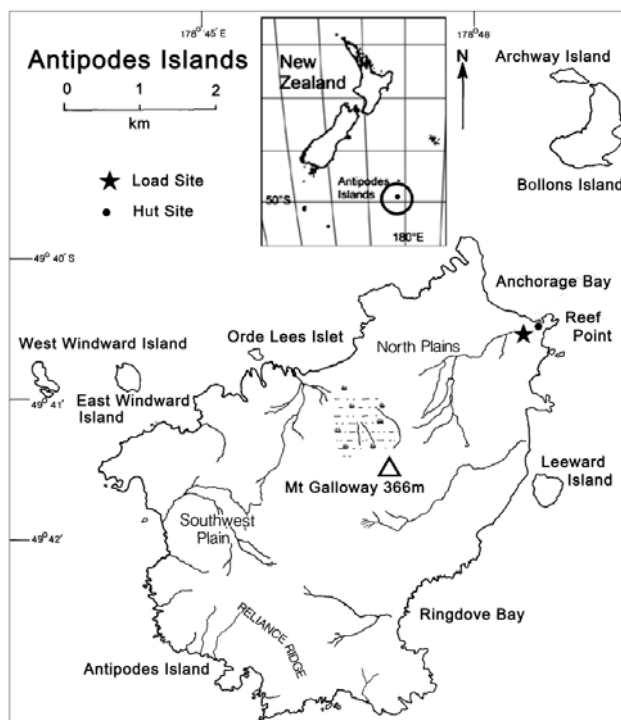 178° 45' E
178° 48
Antipodes Islands
0 1 2
km
New
Zealand
Antipodes
Islands
50°S
180°E
N
Archway Island
Bollons Island
Load Site
Hut Site
49° 40' S
Anchorage Bay
Reef
Point
West Windward Island
Orde Lees Islet
North Plains
East Windward
Island
49° 41'
Leeward
Island
Mt Galloway 366m
Southwest
Plain
49° 42'
RELIANCE RIDGE
Ringdove Bay
Antipodes Island